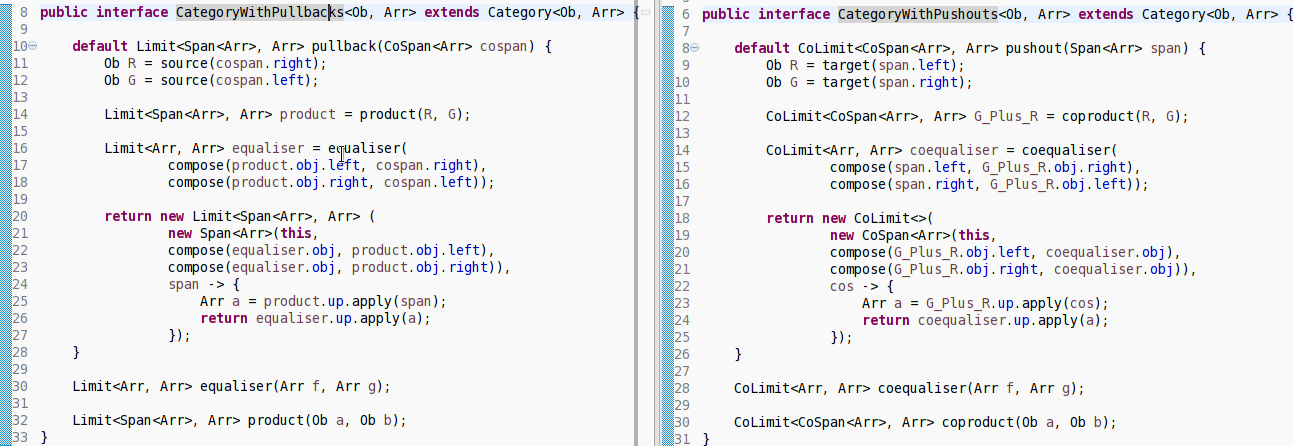 8 public interface CategoryWithPullbacks<Ob, Arr> extends Category<Ob, Arr> {
9
10 default Limit<Span<Arr>, Arr> pullback(CoSpan<Arr> cospan) {
11 Ob R = source(cospan.right);
12 Ob G = source(cospan.left);
13
14 Limit<Span<Arr>, Arr> product = product(R, G);
15
16 Limit<Arr, Arr> equaliser = equaliser(
17 compose(product.obj.left, cospan.right),
18 compose(product.obj.right, cospan.left));
19
20 return new Limit<Span<Arr>, Arr> (
21 new Span<Arr>(this,
22 compose(equaliser.obj, product.obj.left),
23 compose(equaliser.obj, product.obj.right)),
24 span -> {
25 Arr a = product.up.apply(span);
26 return equaliser.up.apply(a);
27 });
28 }
29
30 Limit<Arr, Arr> equaliser(Arr f, Arr g);
31
32 Limit<Span<Arr>, Arr> product(Ob a, Ob b);
33 }
6 public interface CategoryWithPushouts<Ob, Arr> extends Category<Ob, Arr> {
7
8 default CoLimit<CoSpan<Arr>, Arr> pushout(Span<Arr> span) {
9 Ob R = target(span.left);
10 Ob G = target(span.right);
11
12 CoLimit<CoSpan<Arr>, Arr> G_Plus_R = coproduct(R, G);
13
14 CoLimit<Arr, Arr> coequaliser = coequaliser(
15 compose(span.left, G_Plus_R.obj.right),
16 compose(span.right, G_Plus_R.obj.left));
17
18 return new CoLimit<>(
19 new CoSpan<Arr>(this,
20 compose(G_Plus_R.obj.left, coequaliser.obj),
21 compose(G_Plus_R.obj.right, coequaliser.obj)),
22 cos -> {
23 Arr a = G_Plus_R.up.apply(cos);
24 return coequaliser.up.apply(a);
25 });
26 }
27
28 CoLimit<Arr, Arr> coequaliser(Arr f, Arr g);
29
30 CoLimit<CoSpan<Arr>, Arr> coproduct(Ob a, Ob b);
31 }